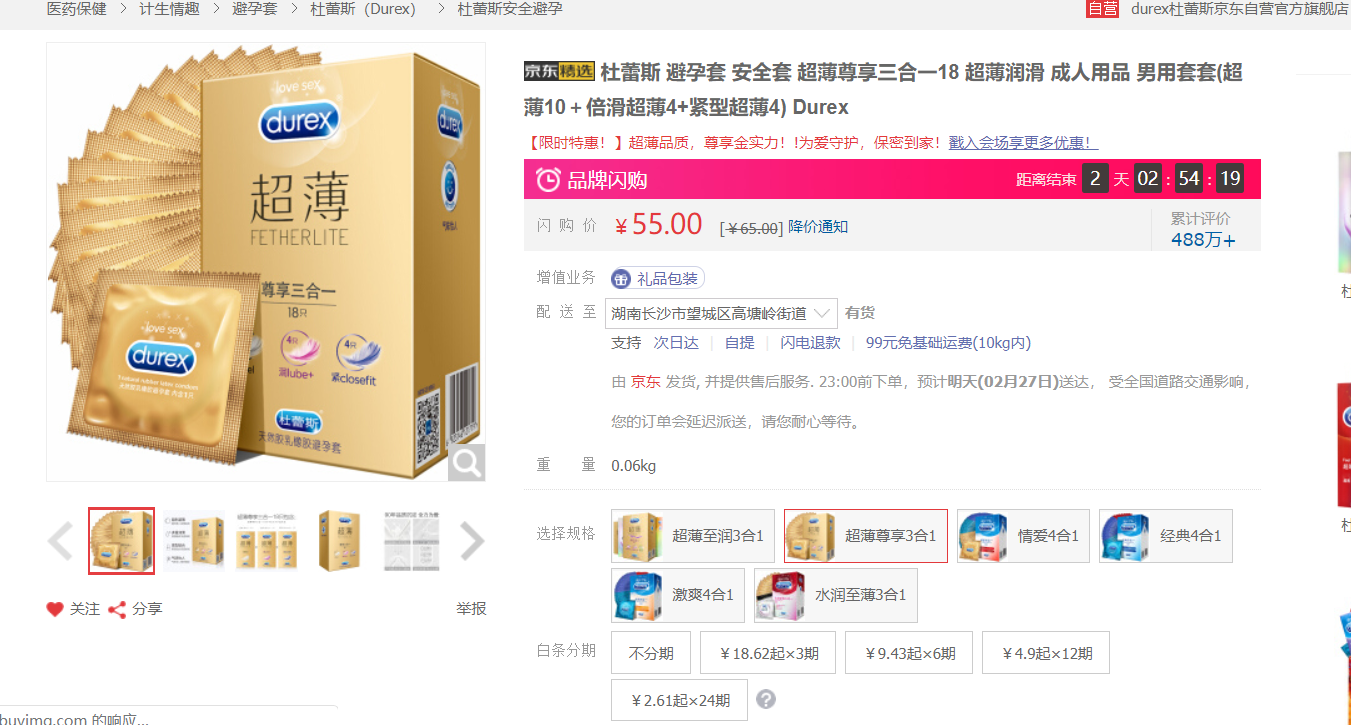 医药保健 > 计生情趣 > 避孕套 > 杜蕾斯（Durex） > 杜蕾斯安全避孕
自营 durex杜蕾斯京东自营官方旗舰店
love sex
durex
超薄
FETHERLITE
尊享三合一
18只
4只
润lube+
4只
紧closefit
杜蕾斯
天然胶乳橡胶避孕套
love sex
durex
durex
京东精选 杜蕾斯 避孕套 安全套 超薄尊享三合一18 超薄润滑 成人用品 男用套套(超
薄10＋倍滑超薄4+紧型超薄4) Durex
【限时特惠！】超薄品质，尊享金实力！!为爱守护，保密到家！戳入会场享更多优惠！
品牌闪购 距离结束 2 天 02 : 54 : 19
闪购价 ￥55.00 [￥65.00] 降价通知
累计评价
488万+
增值业务 礼品包装
配送至 湖南长沙市望城区高塘岭街道 有货
支持 次日达 | 自提 | 闪电退款 | 99元免基础运费(10kg内)
由 京东 发货, 并提供售后服务. 23:00前下单，预计明天(02月27日)送达， 受全国道路交通影响，
您的订单会延迟派送，请您耐心等待。
重量 0.06kg
选择规格 超薄至润3合1 超薄尊享3合1 情爱4合1 经典4合1
激爽4合1 水润至薄3合1
白条分期 不分期 ￥18.62起×3期 ￥9.43起×6期 ￥4.9起×12期
￥2.61起×24期 ?
关注 分享 举报
buyimg.com 的响应...